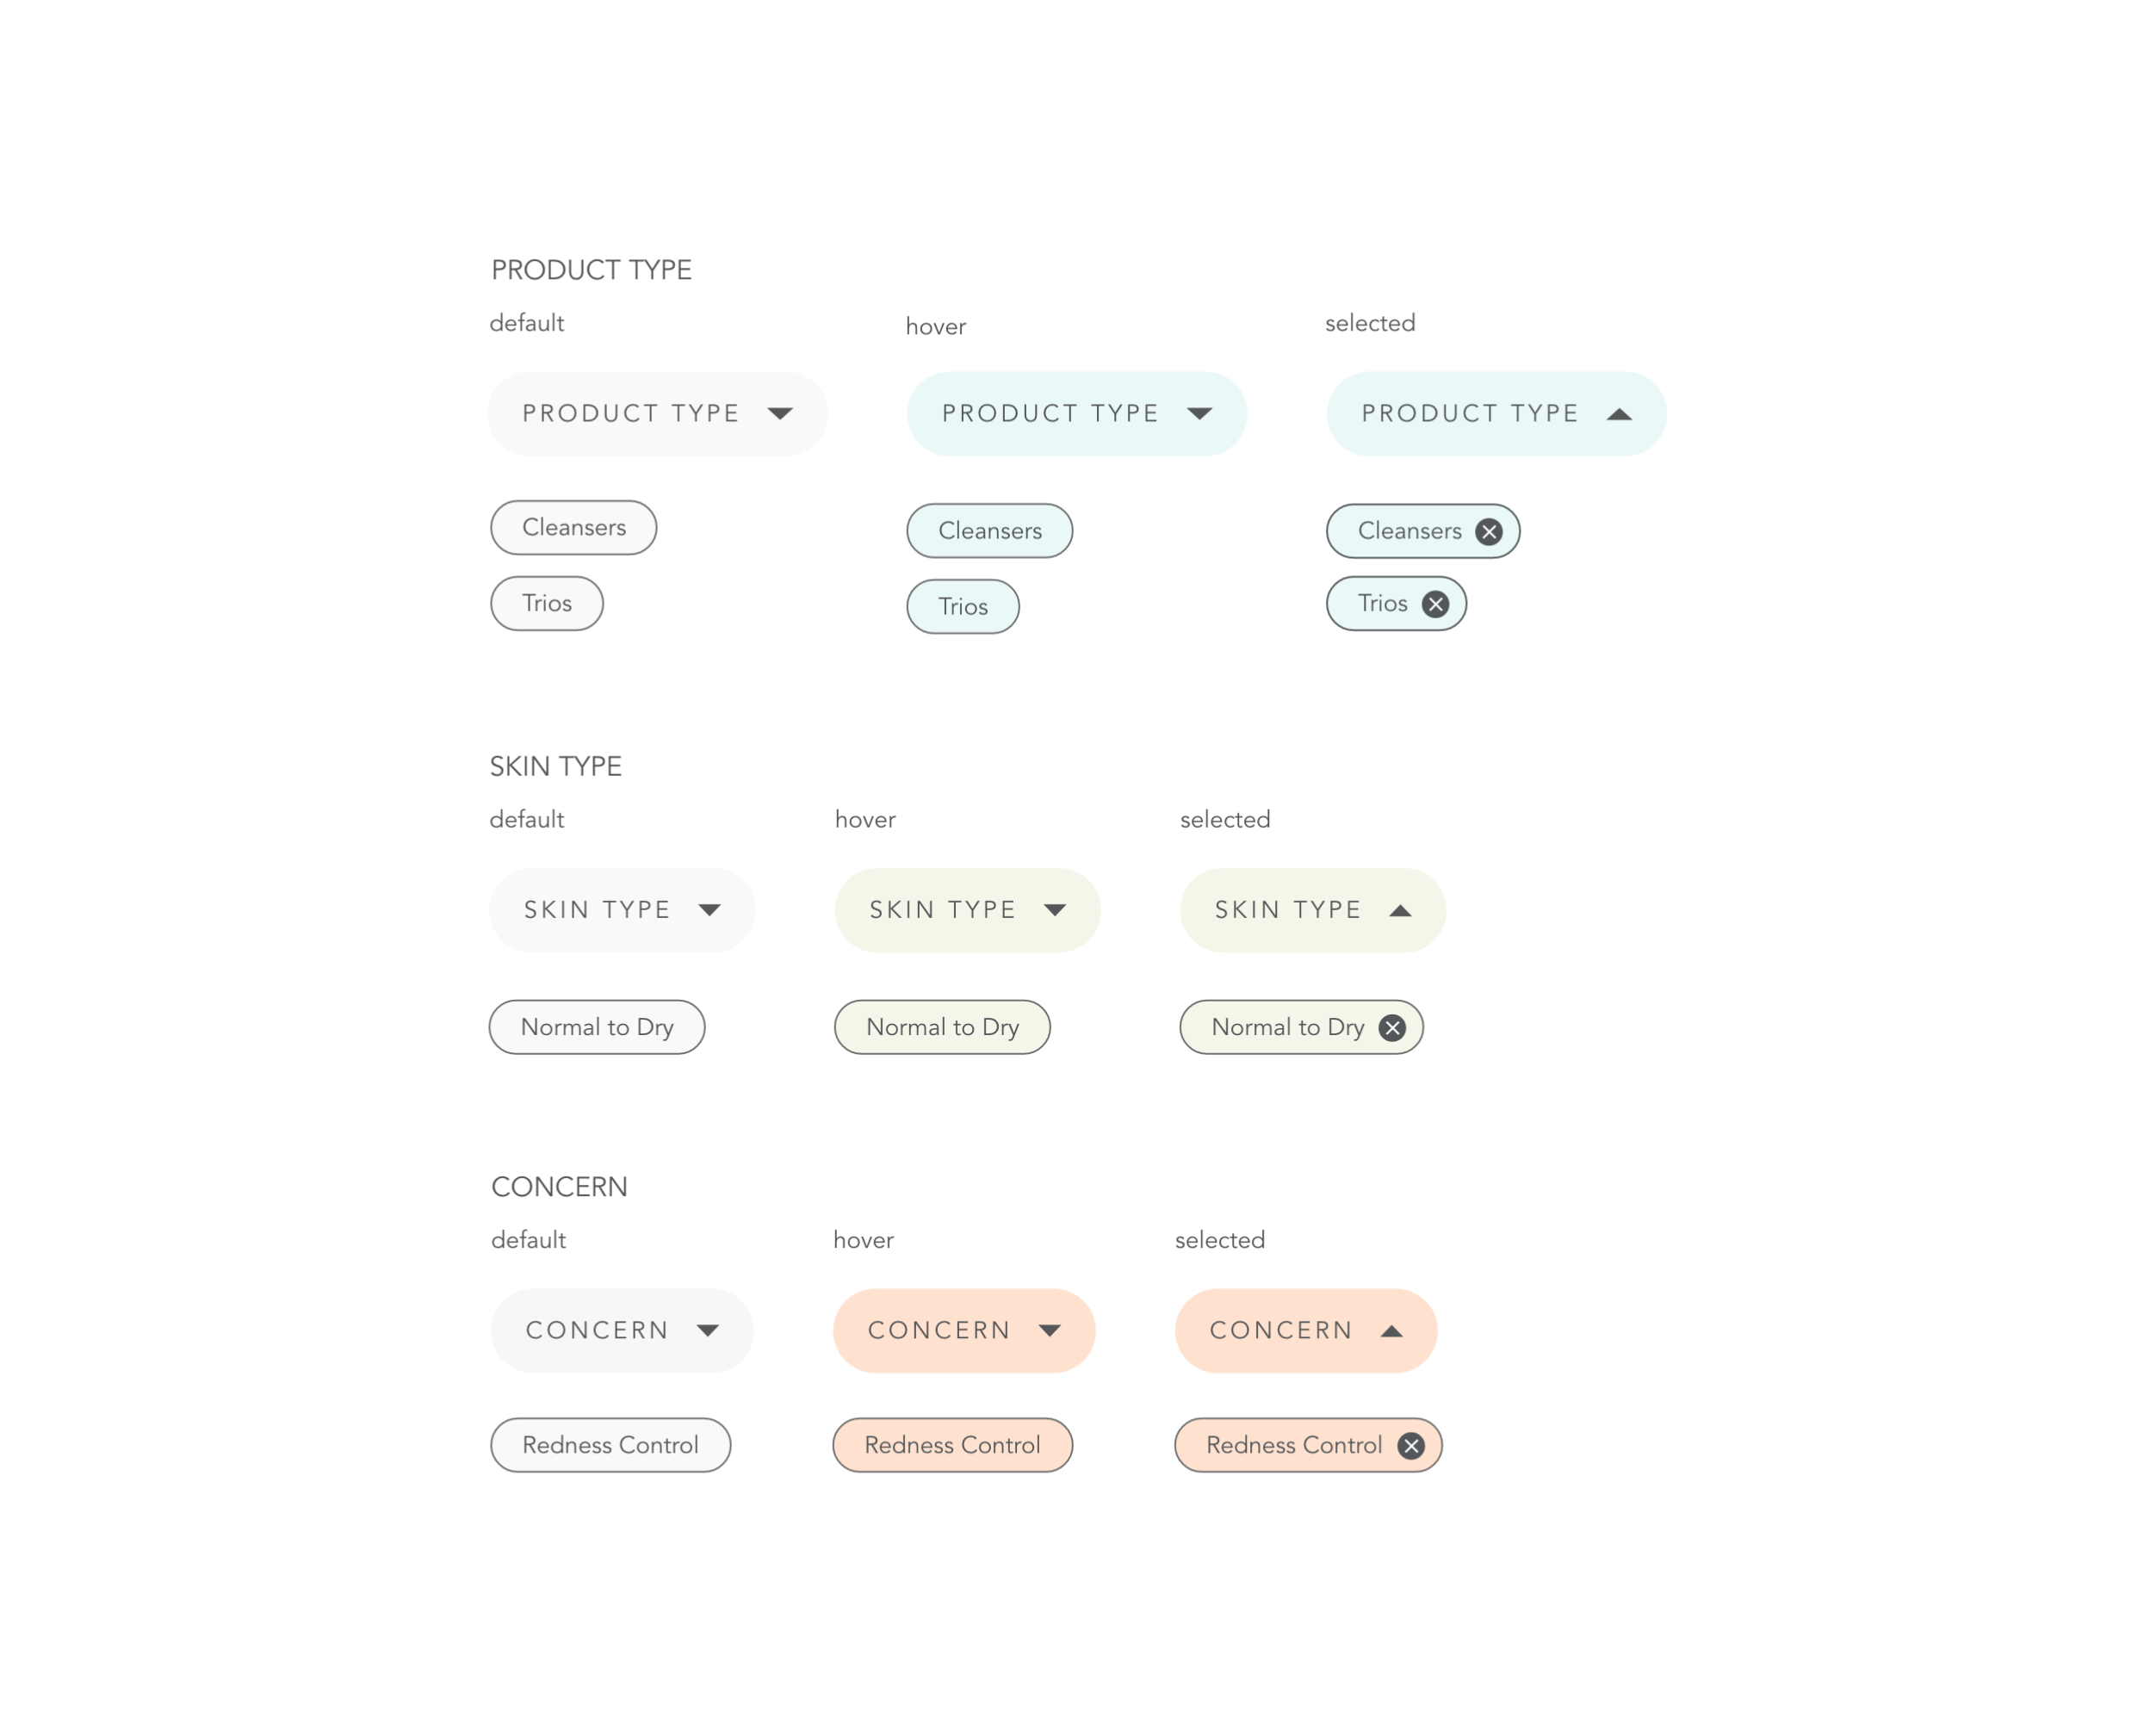 PRODUCT TYPE
default hover selected
PRODUCT TYPE PRODUCT TYPE PRODUCT TYPE
Cleansers Cleansers Cleansers
Trios Trios Trios
SKIN TYPE
default hover selected
SKIN TYPE SKIN TYPE SKIN TYPE
Normal to Dry Normal to Dry Normal to Dry
CONCERN
default hover selected
CONCERN CONCERN CONCERN
Redness Control Redness Control Redness Control